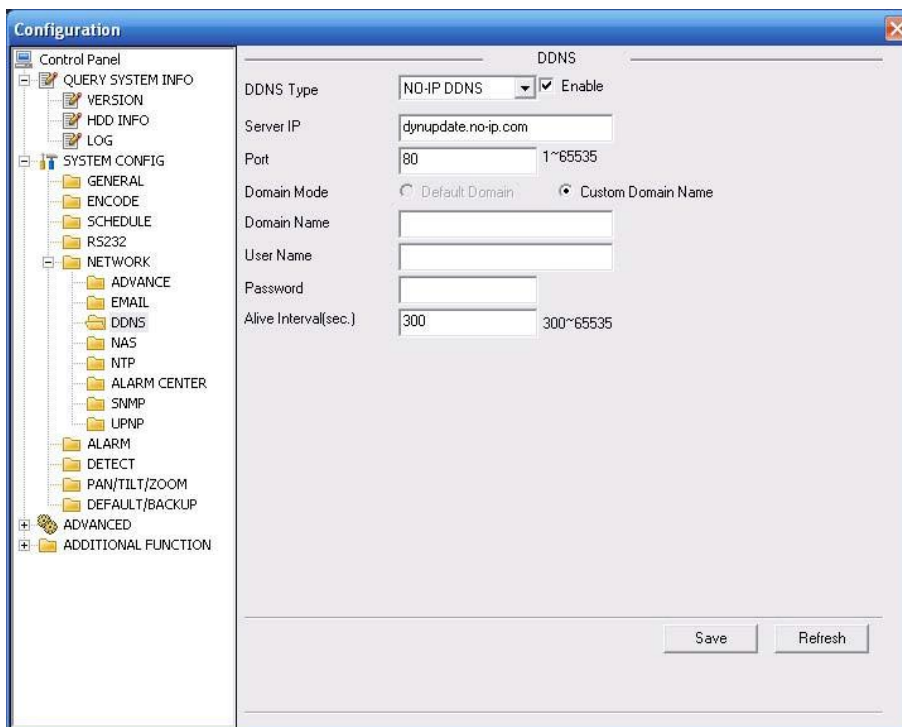 Configuration
Control Panel
QUERY SYSTEM INFO
VERSION
HDD INFO
LOG
SYSTEM CONFIG
GENERAL
ENCODE
SCHEDULE
RS232
NETWORK
ADVANCE
EMAIL
DDNS
NAS
NTP
ALARM CENTER
SNMP
UPNP
ALARM
DETECT
PAN/TILT/ZOOM
DEFAULT/BACKUP
ADVANCED
ADDITIONAL FUNCTION
DDNS
DDNS Type NO-IP DDNS Enable
Server IP dynupdate.no-ip.com
Port 80 1~65535
Domain Mode Default Domain Custom Domain Name
Domain Name
User Name
Password
Alive Interval(sec.) 300 300~65535
Save Refresh